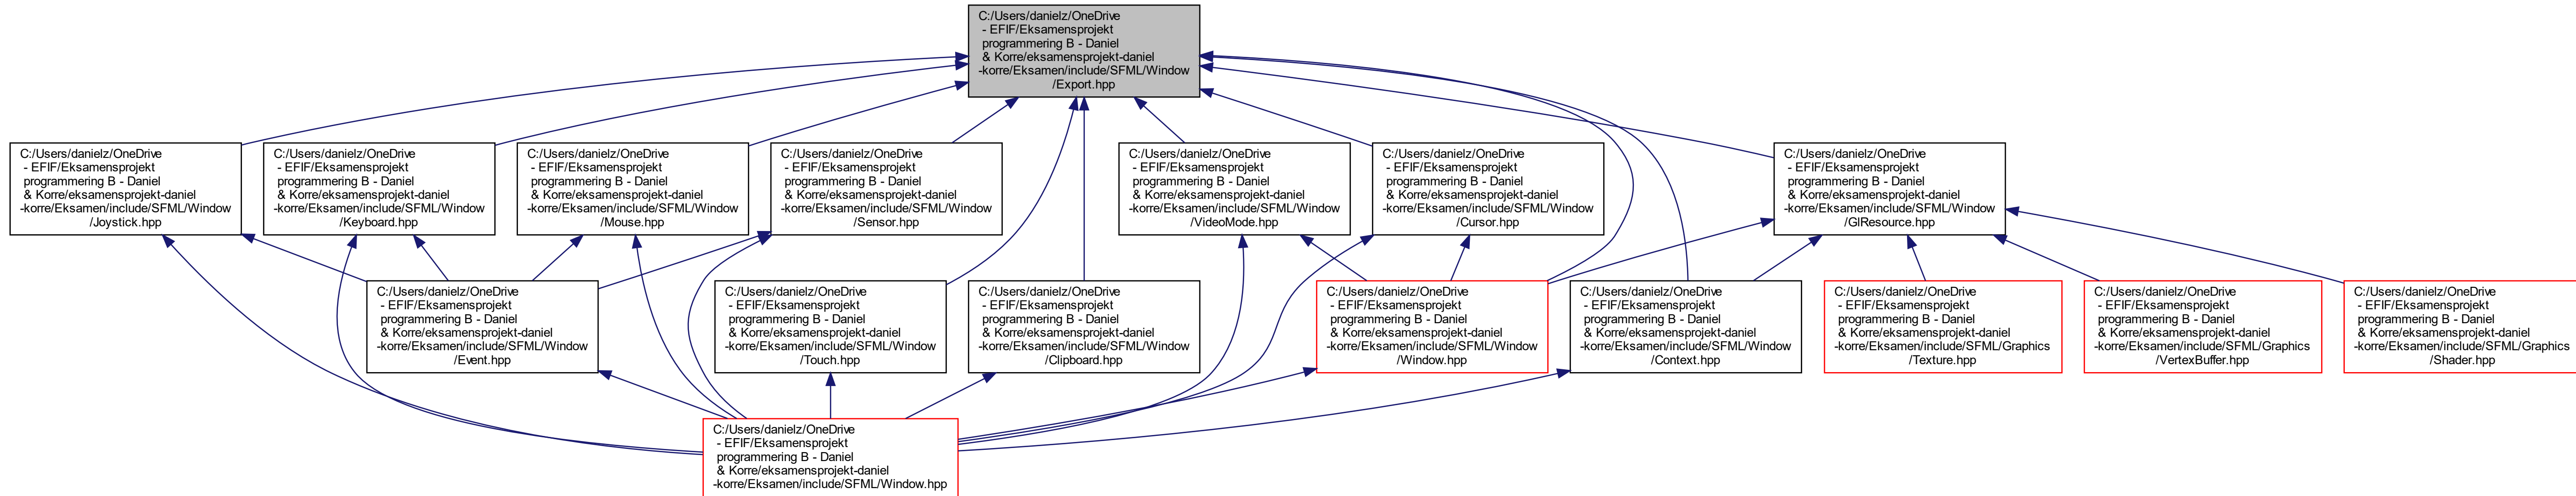 C:/Users/danielz/OneDrive
- EFIF/Eksamensprojekt
programmering B - Daniel
& Korre/eksamensprojekt-daniel
-korre/Eksamen/include/SFML/Window
/Export.hpp
C:/Users/danielz/OneDrive
- EFIF/Eksamensprojekt
programmering B - Daniel
& Korre/eksamensprojekt-daniel
-korre/Eksamen/include/SFML/Window
/Joystick.hpp
C:/Users/danielz/OneDrive
- EFIF/Eksamensprojekt
programmering B - Daniel
& Korre/eksamensprojekt-daniel
-korre/Eksamen/include/SFML/Window
/Keyboard.hpp
C:/Users/danielz/OneDrive
- EFIF/Eksamensprojekt
programmering B - Daniel
& Korre/eksamensprojekt-daniel
-korre/Eksamen/include/SFML/Window
/Mouse.hpp
C:/Users/danielz/OneDrive
- EFIF/Eksamensprojekt
programmering B - Daniel
& Korre/eksamensprojekt-daniel
-korre/Eksamen/include/SFML/Window
/Sensor.hpp
C:/Users/danielz/OneDrive
- EFIF/Eksamensprojekt
programmering B - Daniel
& Korre/eksamensprojekt-daniel
-korre/Eksamen/include/SFML/Window
/VideoMode.hpp
C:/Users/danielz/OneDrive
- EFIF/Eksamensprojekt
programmering B - Daniel
& Korre/eksamensprojekt-daniel
-korre/Eksamen/include/SFML/Window
/Cursor.hpp
C:/Users/danielz/OneDrive
- EFIF/Eksamensprojekt
programmering B - Daniel
& Korre/eksamensprojekt-daniel
-korre/Eksamen/include/SFML/Window
/GlResource.hpp
C:/Users/danielz/OneDrive
- EFIF/Eksamensprojekt
programmering B - Daniel
& Korre/eksamensprojekt-daniel
-korre/Eksamen/include/SFML/Window
/Event.hpp
C:/Users/danielz/OneDrive
- EFIF/Eksamensprojekt
programmering B - Daniel
& Korre/eksamensprojekt-daniel
-korre/Eksamen/include/SFML/Window
/Touch.hpp
C:/Users/danielz/OneDrive
- EFIF/Eksamensprojekt
programmering B - Daniel
& Korre/eksamensprojekt-daniel
-korre/Eksamen/include/SFML/Window
/Clipboard.hpp
C:/Users/danielz/OneDrive
- EFIF/Eksamensprojekt
programmering B - Daniel
& Korre/eksamensprojekt-daniel
-korre/Eksamen/include/SFML/Window
/Window.hpp
C:/Users/danielz/OneDrive
- EFIF/Eksamensprojekt
programmering B - Daniel
& Korre/eksamensprojekt-daniel
-korre/Eksamen/include/SFML/Window
/Context.hpp
C:/Users/danielz/OneDrive
- EFIF/Eksamensprojekt
programmering B - Daniel
& Korre/eksamensprojekt-daniel
-korre/Eksamen/include/SFML/Graphics
/Texture.hpp
C:/Users/danielz/OneDrive
- EFIF/Eksamensprojekt
programmering B - Daniel
& Korre/eksamensprojekt-daniel
-korre/Eksamen/include/SFML/Graphics
/VertexBuffer.hpp
C:/Users/danielz/OneDrive
- EFIF/Eksamensprojekt
programmering B - Daniel
& Korre/eksamensprojekt-daniel
-korre/Eksamen/include/SFML/Graphics
/Shader.hpp
C:/Users/danielz/OneDrive
- EFIF/Eksamensprojekt
programmering B - Daniel
& Korre/eksamensprojekt-daniel
-korre/Eksamen/include/SFML/Window.hpp